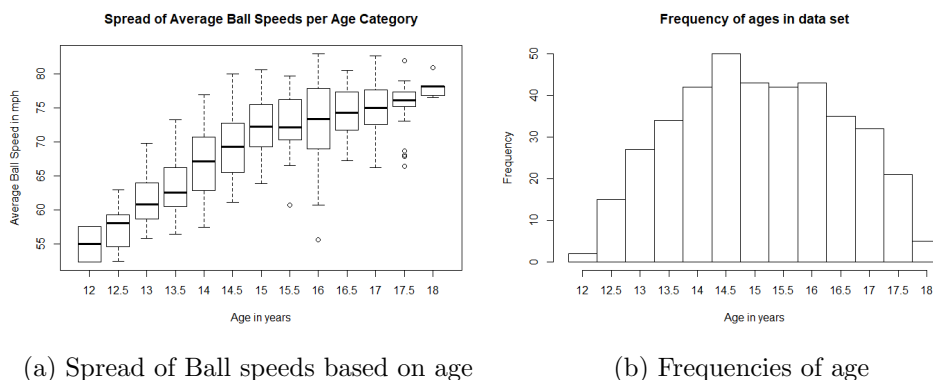 Spread of Average Ball Speeds per Age Category
Average Ball Speed in mph
80
75
70
65
60
55
12 12.5 13 13.5 14 14.5 15 15.5 16 16.5 17 17.5 18
Age in years
(a) Spread of Ball speeds based on age
Frequency of ages in data set
Frequency
50
40
30
20
10
0
12 12.5 13 13.5 14 14.5 15 15.5 16 16.5 17 17.5 18
Age in years
(b) Frequencies of age